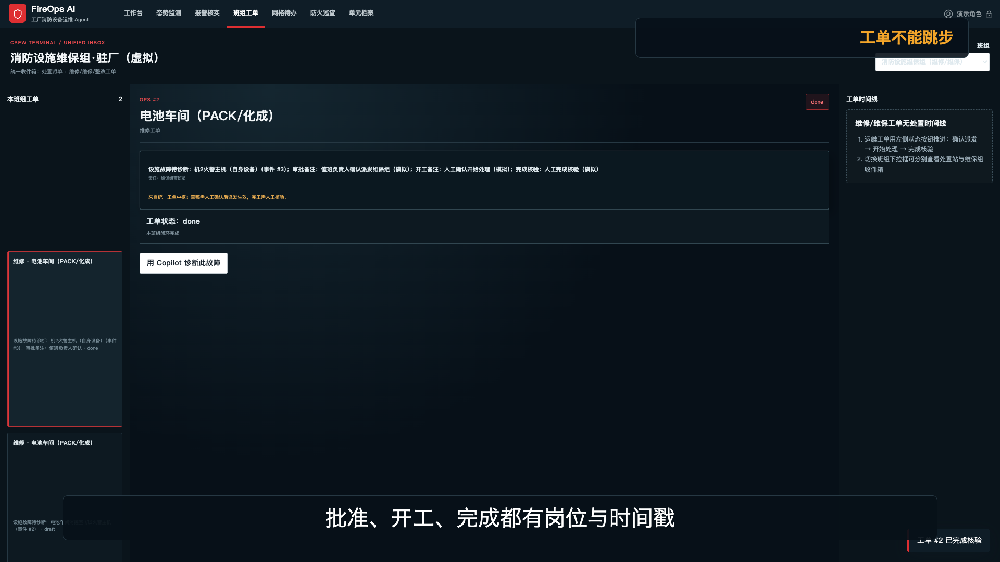 FireOps AI
工厂消防设备运维 Agent
工作台
态势监测
报警核实
班组工单
网格待办
防火巡查
单元档案
演示角色
工单不能跳步
CREW TERMINAL / UNIFIED INBOX
消防设施维保组·驻厂（虚拟）
统一收件箱：处置派单 + 维修/维保/整改工单
班组
消防设施维保组（维修/维保）
本班组工单
2
维修 · 电池车间（PACK/化成）
设施故障待诊断：机2火警主机（自身设备）（事件
#3）；审批备注：值班负责人确认 · done
维修 · 电池车间（PACK/化成）
设施故障待诊断：电池车
（事件 #2） · draft
OPS #2
电池车间（PACK/化成）
维修工单
done
设施故障待诊断：机2火警主机（自身设备）（事件 #3）；审批备注：值班负责人确认派发维保组（模拟）；开工备注：人工确认开始处理（模拟）；完成核验：人工完成核验（模拟）
责任：维保组带班员
来自统一工单中枢；草稿需人工确认后派发生效，完工需人工核验。
工单状态：done
本班组闭环完成
用 Copilot 诊断此故障
工单时间线
维修/维保工单无处置时间线
1. 运维工单用左侧状态按钮推进：确认派发
→ 开始处理 → 完成核验
2. 切换班组下拉框可分别查看处置站与维保组
收件箱
批准、开工、完成都有岗位与时间戳
工单 #2 已完成核验